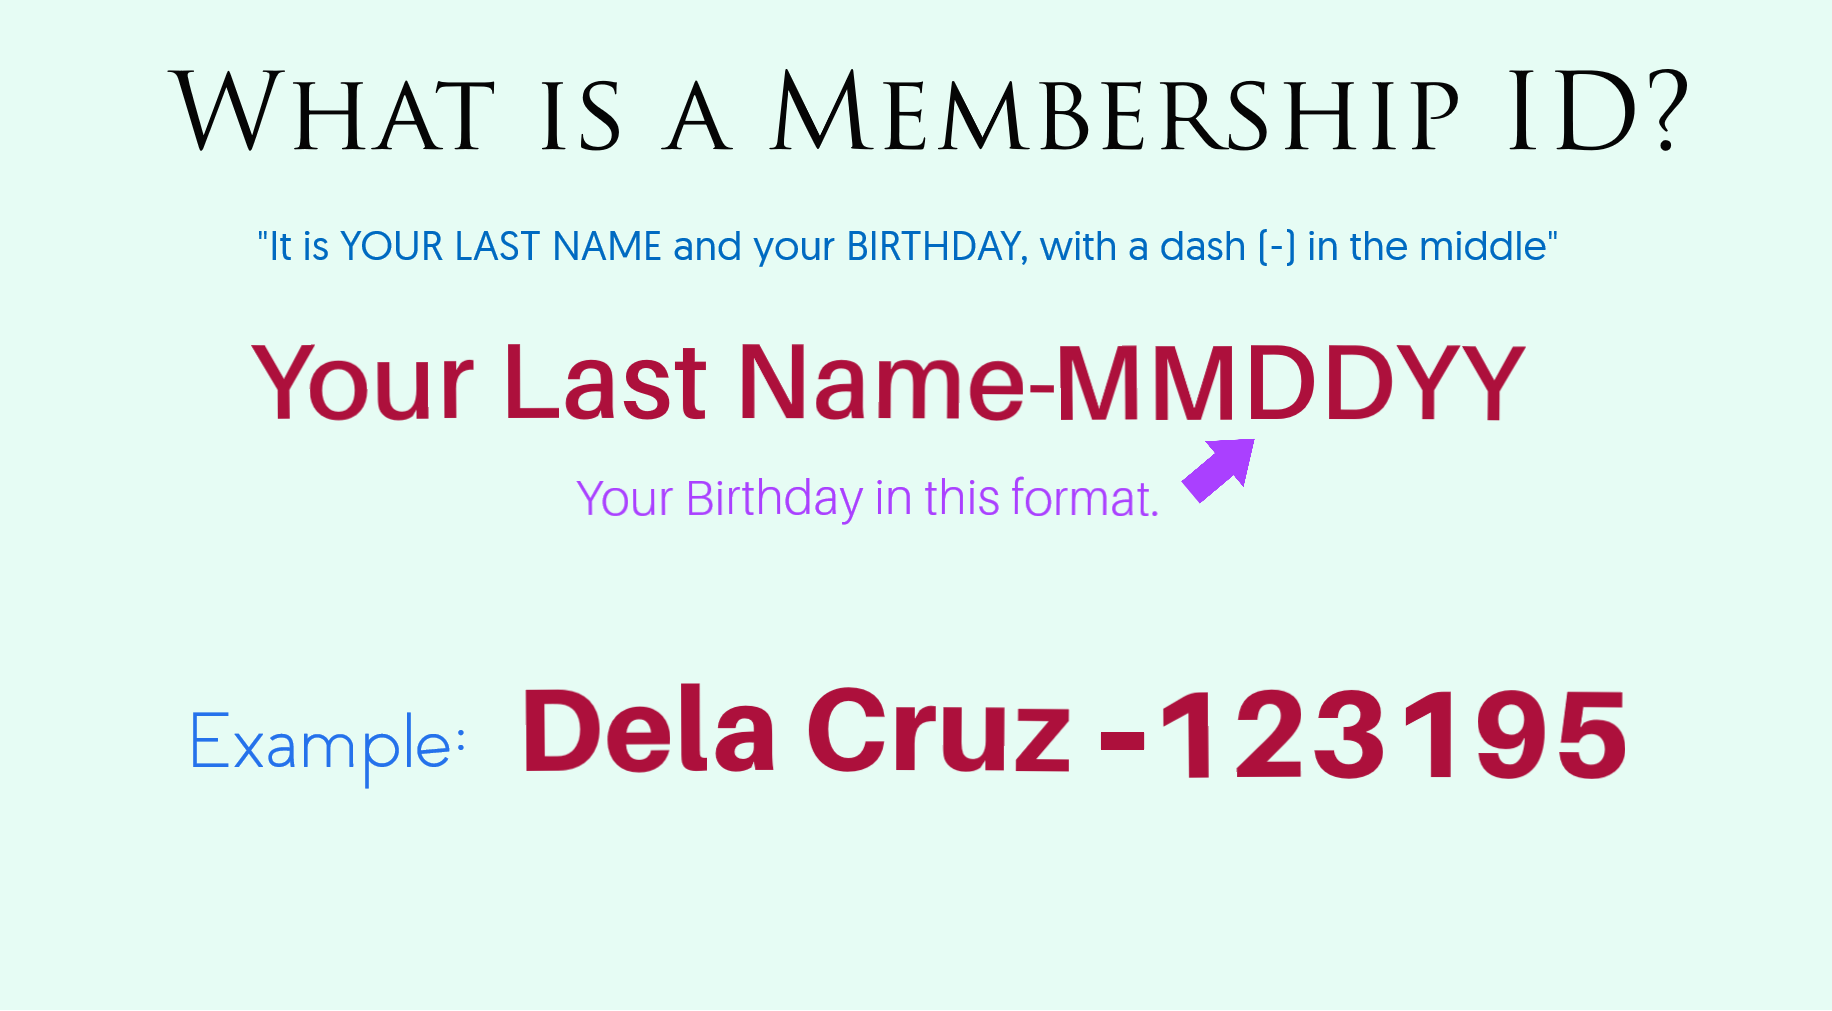 What is a Membership ID?
"It is YOUR LAST NAME and your BIRTHDAY, with a dash (-) in the middle"
Your Last Name-MMDDYY
Your Birthday in this format.
Example: Dela Cruz -123195